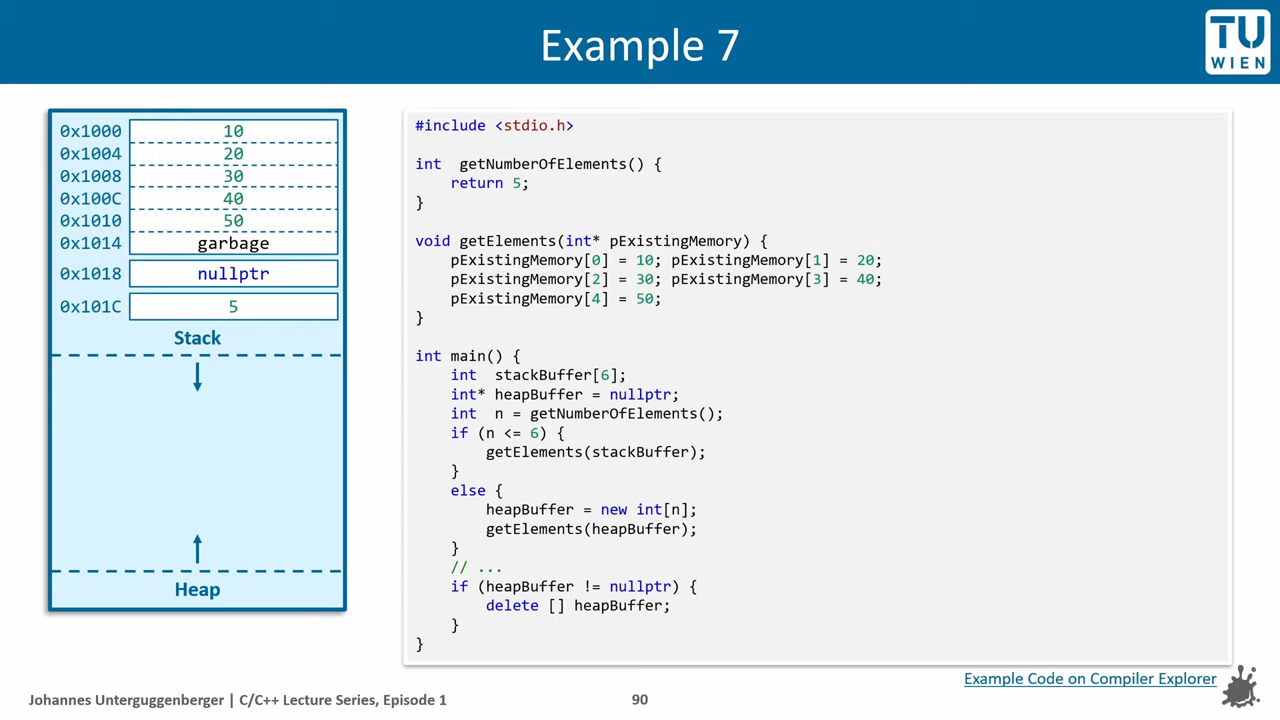 Example 7
TU
WIEN
0x1000 10
0x1004 20
0x1008 30
0x100C 40
0x1010 50
0x1014 garbage
0x1018 nullptr
0x101C 5
Stack
Heap
#include <stdio.h>
int  getNumberOfElements() {
    return 5;
}
void getElements(int* pExistingMemory) {
    pExistingMemory[0] = 10; pExistingMemory[1] = 20;
    pExistingMemory[2] = 30; pExistingMemory[3] = 40;
    pExistingMemory[4] = 50;
}
int main() {
    int  stackBuffer[6];
    int* heapBuffer = nullptr;
    int  n = getNumberOfElements();
    if (n <= 6) {
        getElements(stackBuffer);
    }
    else {
        heapBuffer = new int[n];
        getElements(heapBuffer);
    }
    // ...
    if (heapBuffer != nullptr) {
        delete [] heapBuffer;
    }
}
Example Code on Compiler Explorer
Johannes Unterguggenberger | C/C++ Lecture Series, Episode 1
90